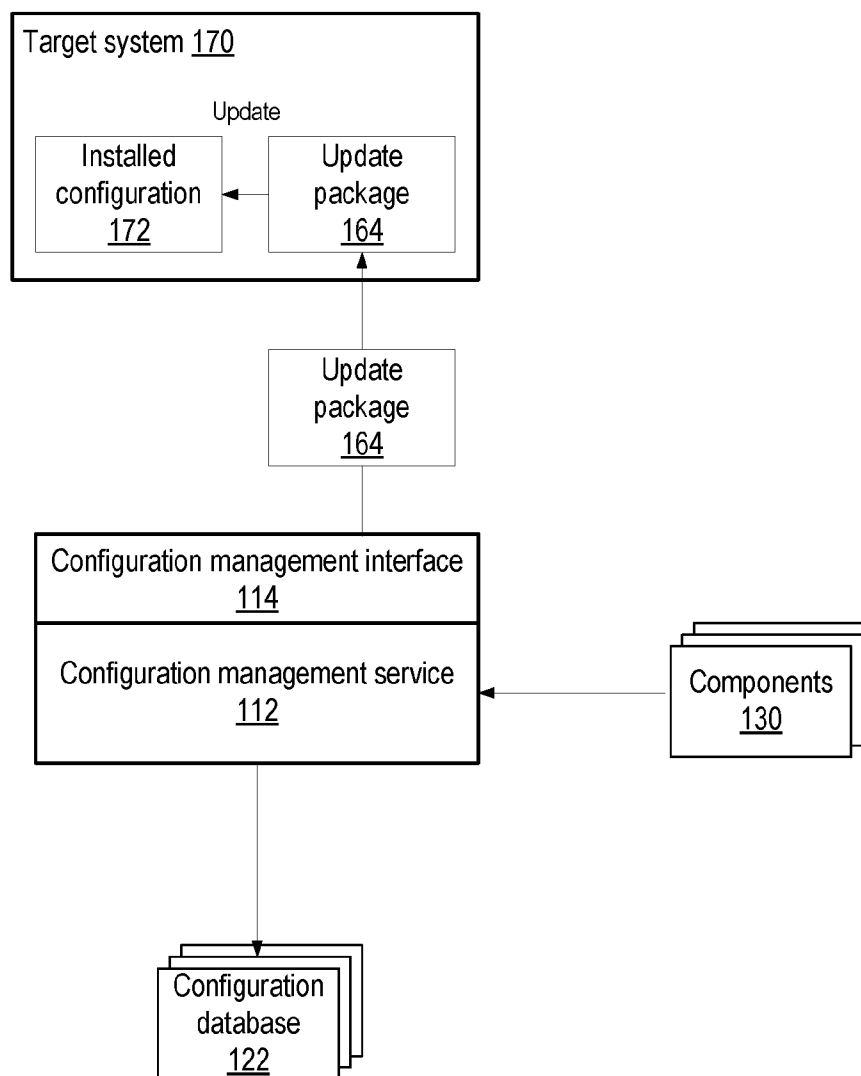 Target system 170
Update
Installed
configuration
172
Update
package
164
Update
package
164
Configuration management interface
114
Configuration management service
112
Components
130
Configuration
database
122